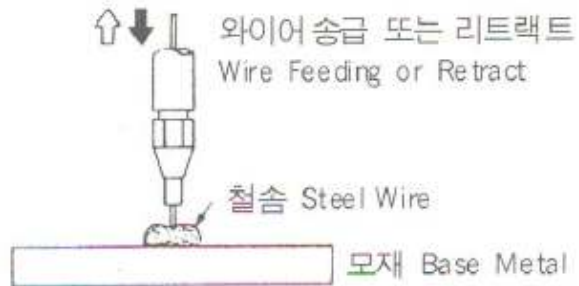 와이어 송급 또는 리트랙트
Wire Feeding or Retract
철솜 Steel Wire
모재 Base Metal